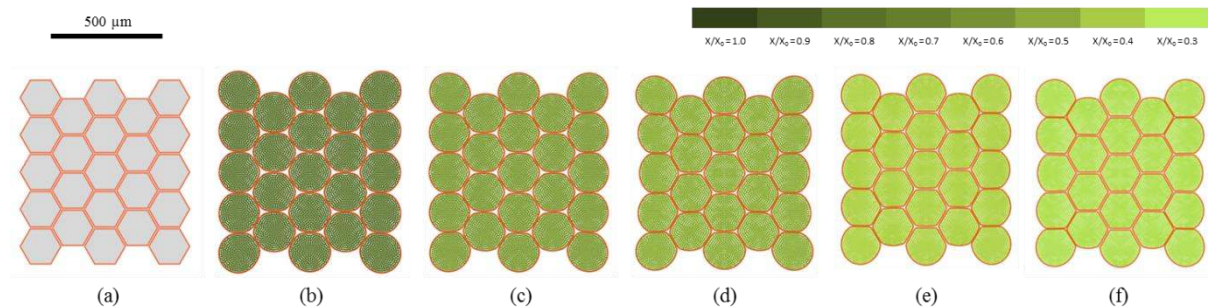 500 µm
X/X₀ = 1.0 X/X₀ = 0.9 X/X₀ = 0.8 X/X₀ = 0.7 X/X₀ = 0.6 X/X₀ = 0.5 X/X₀ = 0.4 X/X₀ = 0.3
(a) (b) (c) (d) (e) (f)